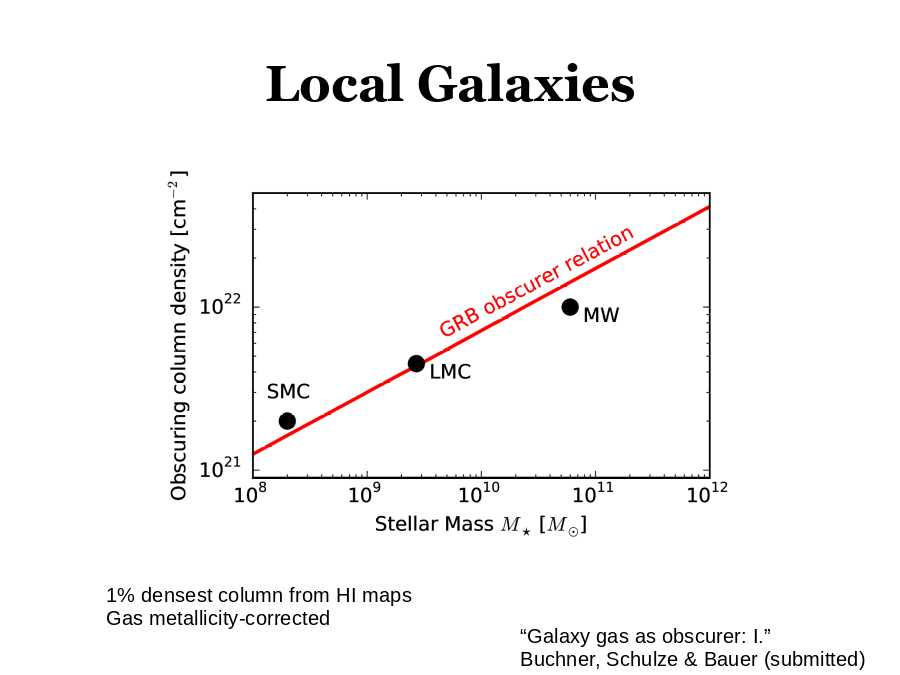 Local Galaxies
Obscuring column density [cm⁻²]
10²²
10²¹
GRB obscurer relation
MW
LMC
SMC
10⁸ 10⁹ 10¹⁰ 10¹¹ 10¹²
Stellar Mass M⋆ [M⊙]
1% densest column from HI maps
Gas metallicity-corrected
“Galaxy gas as obscurer: I.”
Buchner, Schulze & Bauer (submitted)